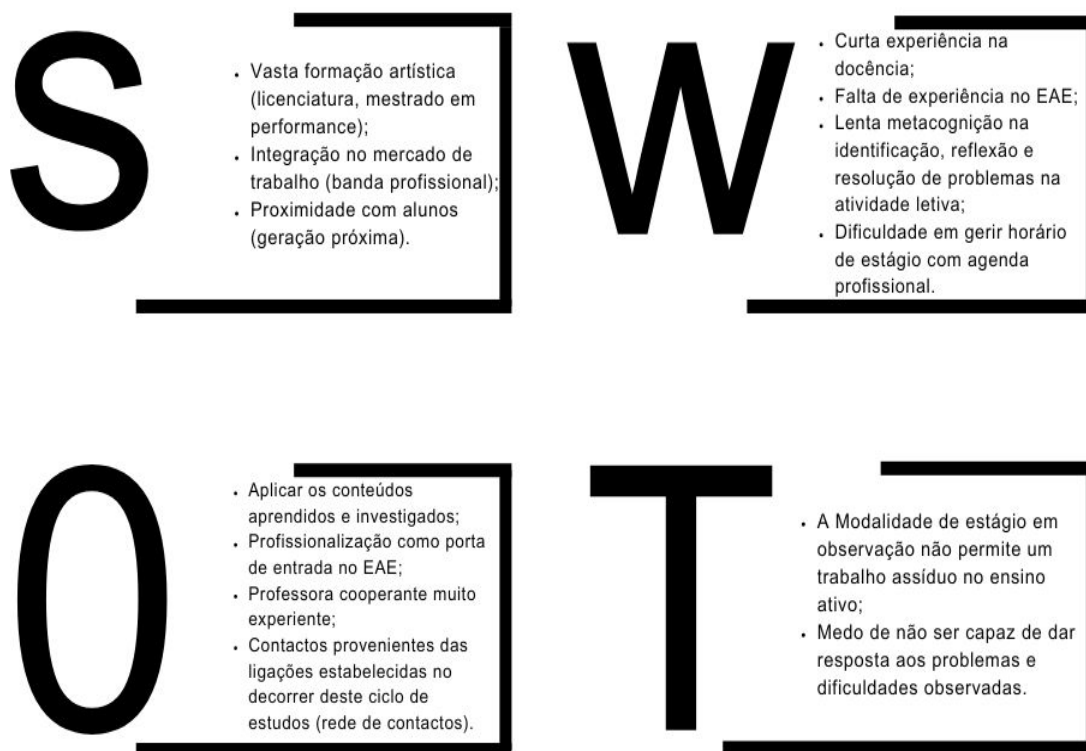 S
• Vasta formação artística
(licenciatura, mestrado em
performance);
• Integração no mercado de
trabalho (banda profissional);
• Proximidade com alunos
(geração próxima).
W
• Curta experiência na
docência;
• Falta de experiência no EAE;
• Lenta metacognição na
identificação, reflexão e
resolução de problemas na
atividade letiva;
• Dificuldade em gerir horário
de estágio com agenda
profissional.
O
• Aplicar os conteúdos
aprendidos e investigados;
• Profissionalização como porta
de entrada no EAE;
• Professora cooperante muito
experiente;
• Contactos provenientes das
ligações estabelecidas no
decorrer deste ciclo de
estudos (rede de contactos).
T
• A Modalidade de estágio em
observação não permite um
trabalho assíduo no ensino
ativo;
• Medo de não ser capaz de dar
resposta aos problemas e
dificuldades observadas.